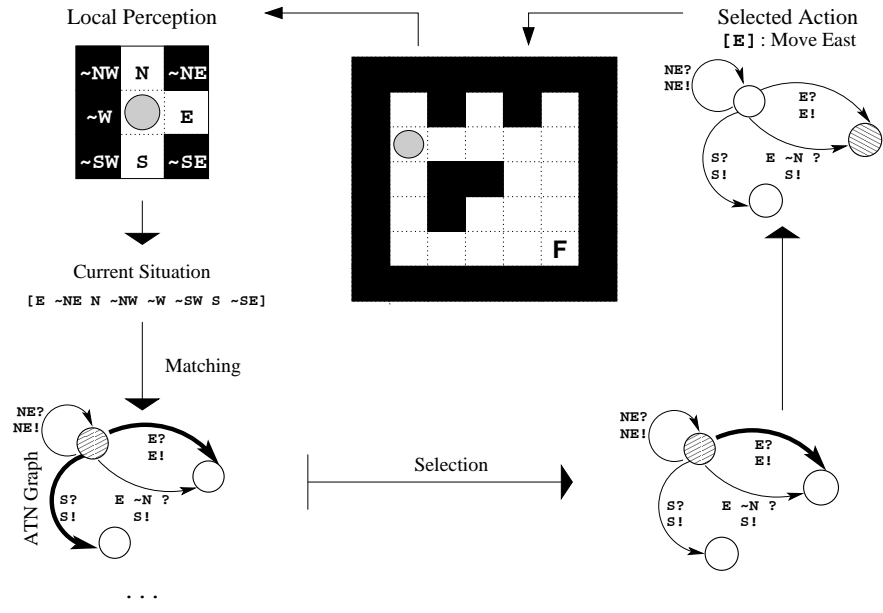 Local Perception
~NW N ~NE
~W E
~SW S ~SE
Current Situation
[E ~NE N ~NW ~W ~SW S ~SE]
Matching
NE?
NE!
E?
E!
S?
S!
E ~N ?
S!
ATN Graph
. . .
Selection
F
Selected Action
[E] : Move East
NE?
NE!
E?
E!
S?
S!
E ~N ?
S!
NE?
NE!
E?
E!
S?
S!
E ~N ?
S!